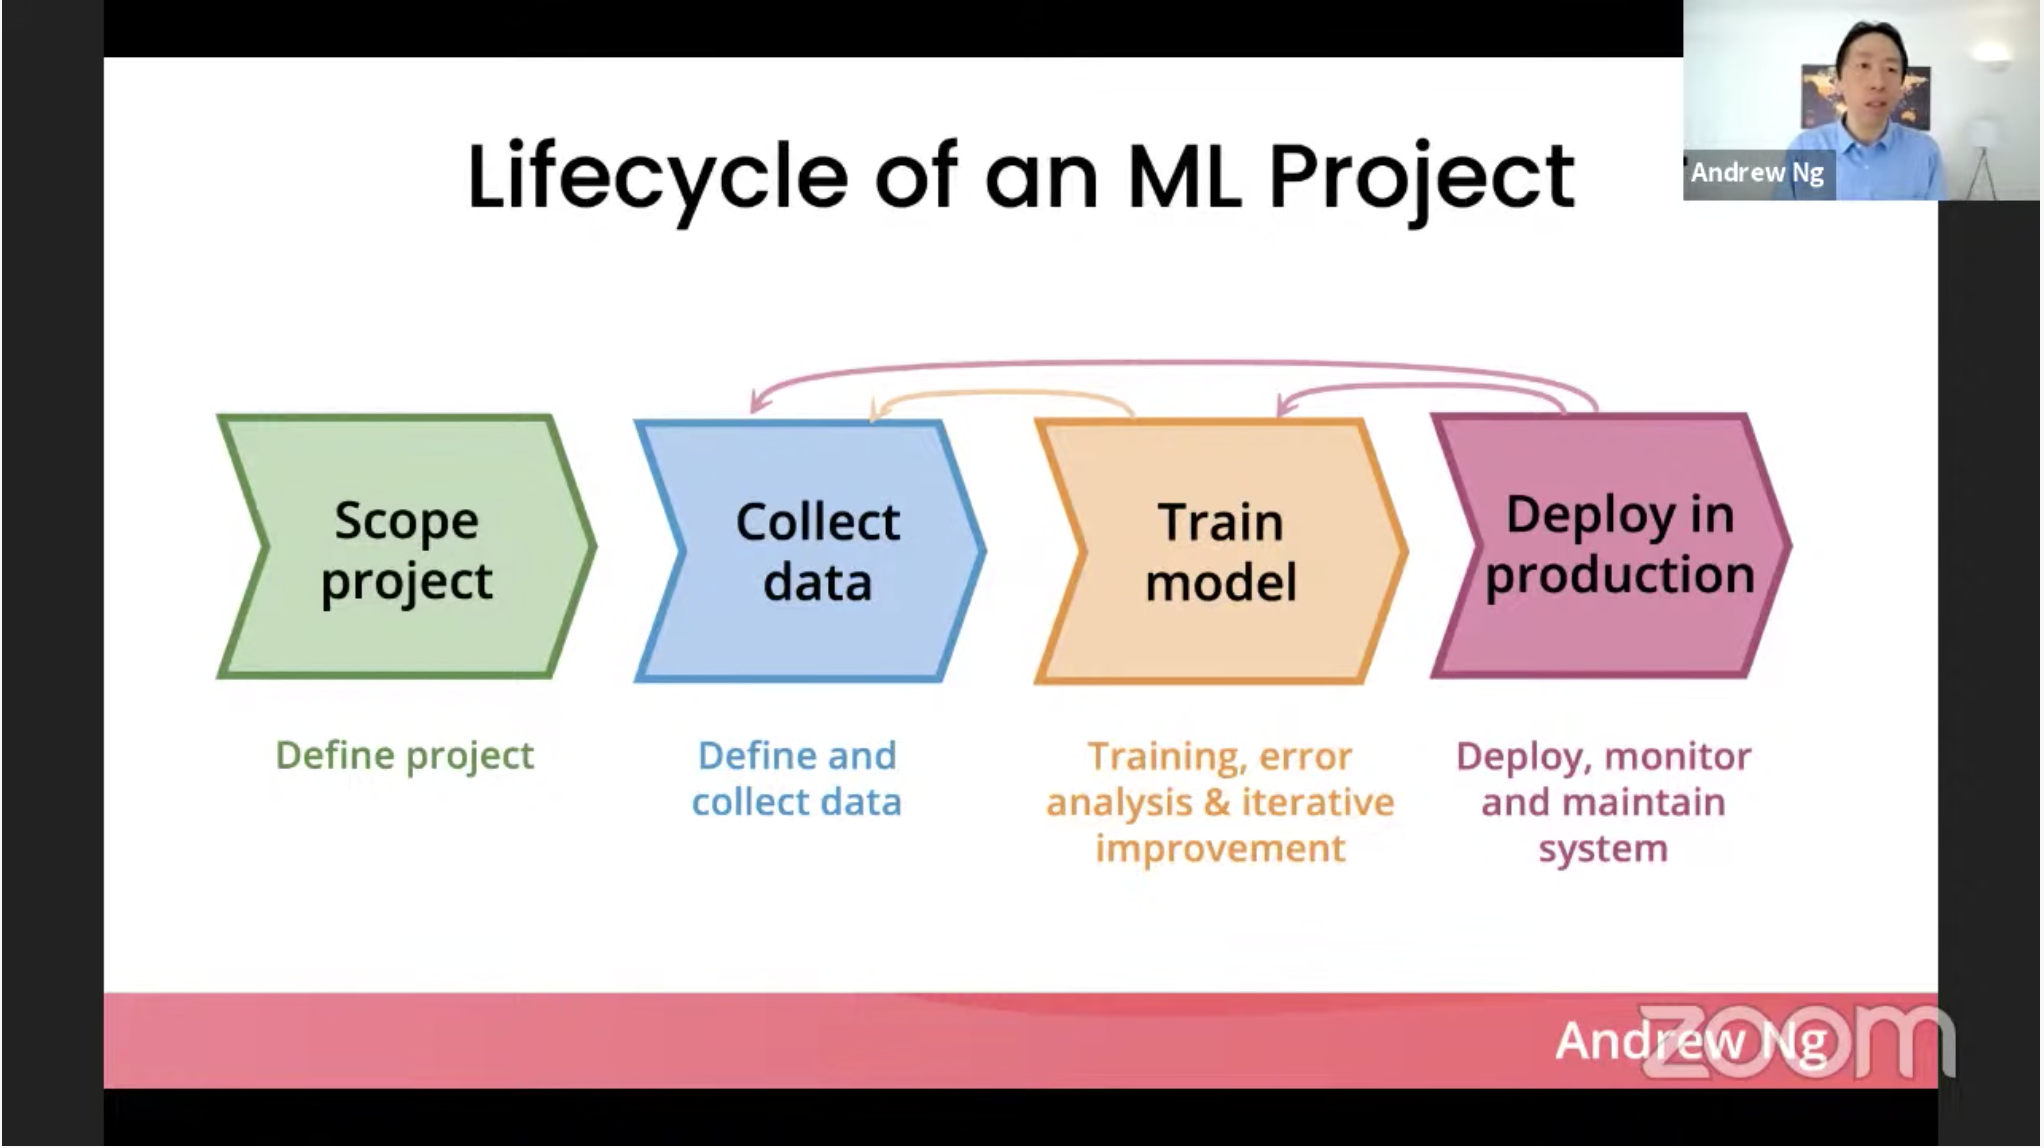 Lifecycle of an ML Project
Andrew Ng
Scope
project
Collect
data
Train
model
Deploy in
production
Define project
Define and
collect data
Training, error
analysis & iterative
improvement
Deploy, monitor
and maintain
system
Andrew Ng
zoom